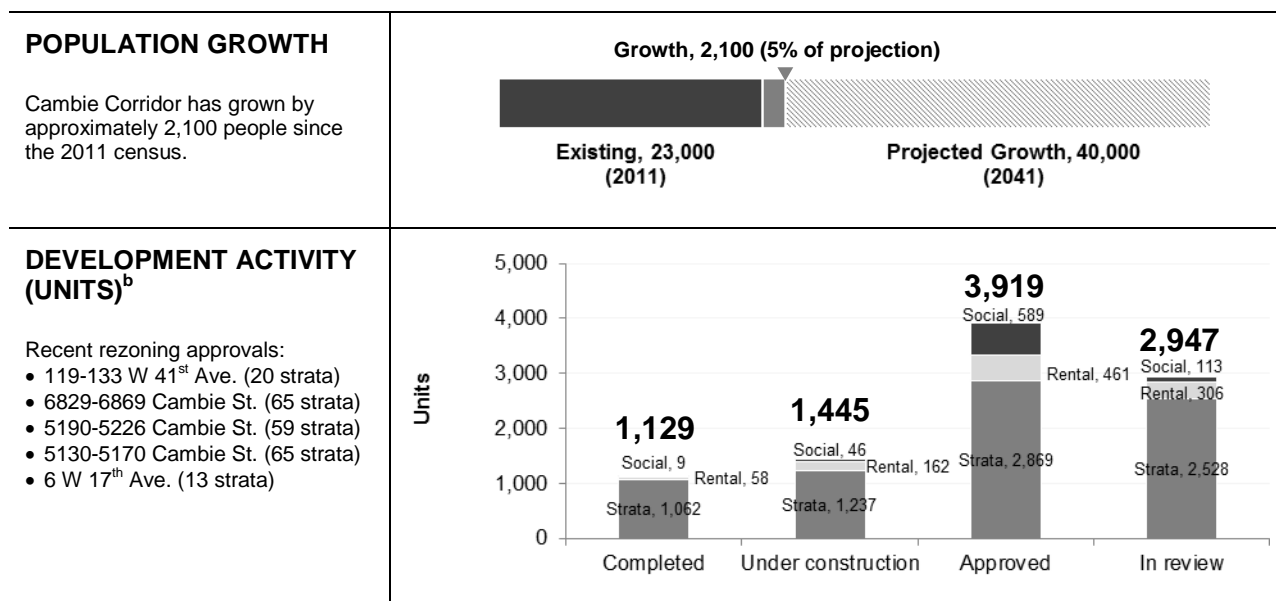 POPULATION GROWTH
Cambie Corridor has grown by
approximately 2,100 people since
the 2011 census.
Growth, 2,100 (5% of projection)
Existing, 23,000
(2011)
Projected Growth, 40,000
(2041)
DEVELOPMENT ACTIVITY
(UNITS)b
Recent rezoning approvals:
• 119-133 W 41st Ave. (20 strata)
• 6829-6869 Cambie St. (65 strata)
• 5190-5226 Cambie St. (59 strata)
• 5130-5170 Cambie St. (65 strata)
• 6 W 17th Ave. (13 strata)
Units
5,000
4,000
3,000
2,000
1,000
0
1,129
Social, 9
Rental, 58
Strata, 1,062
Completed
1,445
Social, 46
Rental, 162
Strata, 1,237
Under construction
3,919
Social, 589
Rental, 461
Strata, 2,869
Approved
2,947
Social, 113
Rental, 306
Strata, 2,528
In review